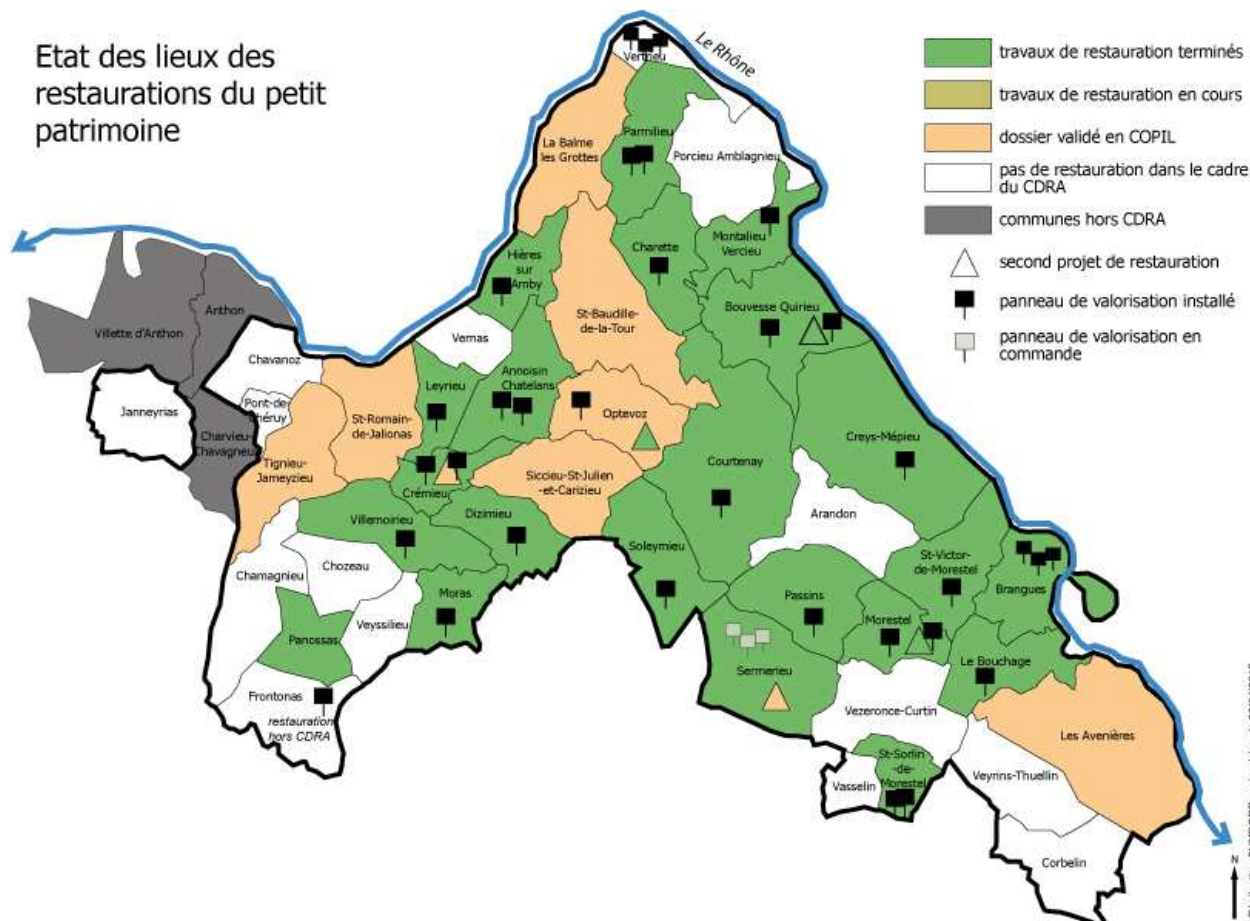 Etat des lieux des
restaurations du petit
patrimoine
Le Rhône
travaux de restauration terminés
travaux de restauration en cours
dossier validé en COPIL
pas de restauration dans le cadre
du CDRA
communes hors CDRA
second projet de restauration
panneau de valorisation installé
panneau de valorisation en
commande
Vertrieu
La Balme
les Grottes
Parmilieu
Porcieu Amblagnieu
Montalieu
Vercieu
Charette
Hières
sur
Amby
Bouvesse Quirieu
St-Baudille-
de-la-Tour
Villette d'Anthon
Anthon
Chavanoz
Vernas
Janneyrias
Pont-de-
Chéruy
Charvieu-
Chavagneu
Tignieu-
Jameyzieu
St-Romain-
de-Jalionas
Leyrieu
Annoisin
Chatelans
Optevoz
Creys-Mépieu
Courtenay
Crémieu
Siccieu-St-Julien
-et-Carizieu
Arandon
Villemoirieu
Dizimieu
Soleymieu
St-Victor-
de-Morestel
Brangues
Chamagnieu
Chozeau
Moras
Veyssilieu
Panossas
Passins
Morestel
Le Bouchage
Sermerieu
Frontonas
restauration
hors CDRA
Vezeronce-Curtin
Les Avenières
St-Sorlin
-de-
Morestel
Vasselin
Veyrins-Thuellin
Corbelin
N